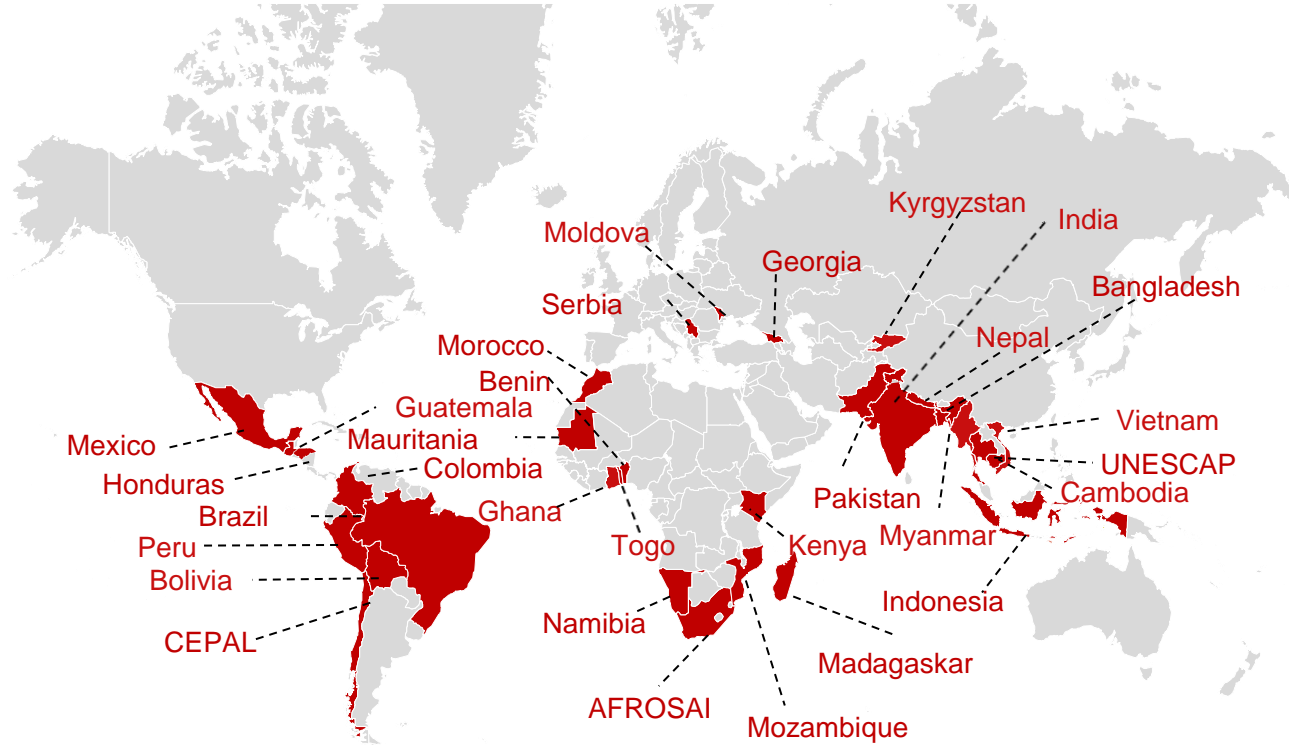 Kyrgyzstan
India
Moldova
Georgia
Bangladesh
Serbia
Nepal
Morocco
Benin
Guatemala
Vietnam
Mauritania
Mexico
Colombia
UNESCAP
Honduras
Cambodia
Pakistan
Ghana
Brazil
Myanmar
Togo
Kenya
Peru
Bolivia
Indonesia
Namibia
CEPAL
Madagaskar
AFROSAI
Mozambique